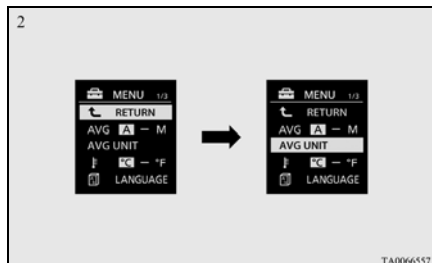 2
MENU 1/3
RETURN
AVG A – M
AVG UNIT
°C – °F
LANGUAGE
MENU 1/3
RETURN
AVG A – M
AVG UNIT
°C – °F
LANGUAGE
TA0066557